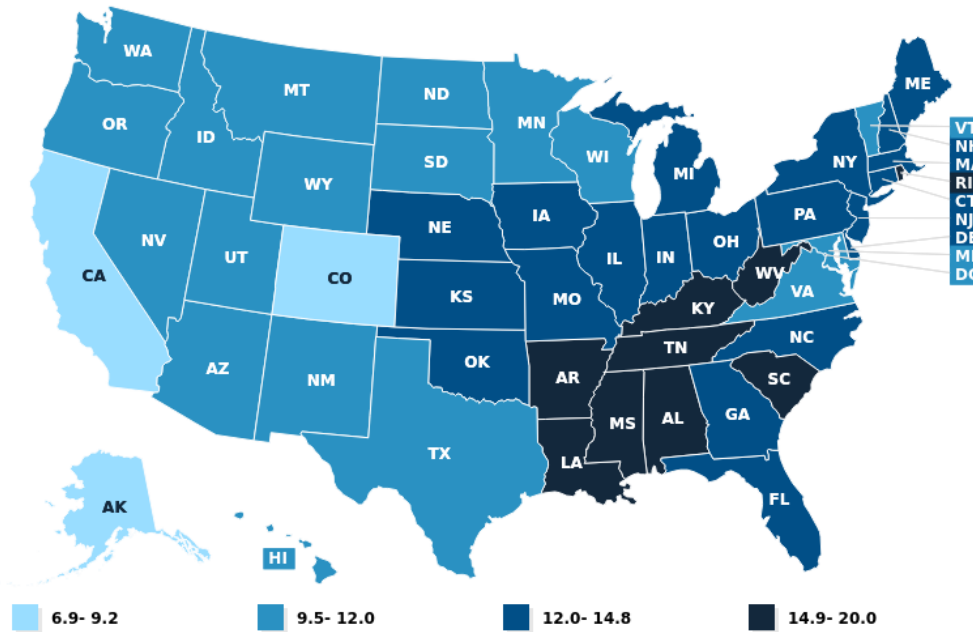 WA
MT
ND
MN
ME
OR
ID
WI
VT
NH
MA
NY
SD
MI
RI
WY
CT
IA
PA
NJ
NE
NV
OH
DE
UT
IL
IN
CA
CO
WV
VA
DC
KS
MO
KY
NC
TN
AZ
NM
OK
AR
SC
GA
MS
AL
TX
LA
FL
AK
HI
6.9- 9.2
9.5- 12.0
12.0- 14.8
14.9- 20.0